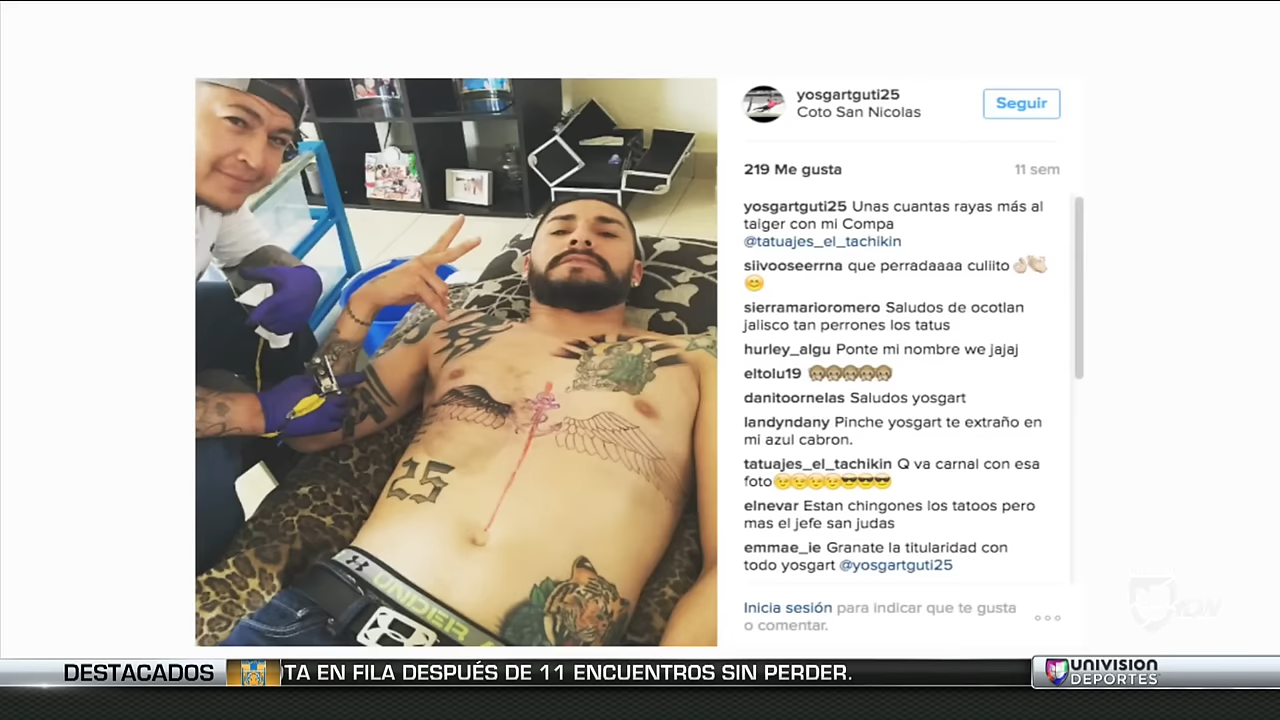 yosgartguti25
Coto San Nicolas
Seguir
219 Me gusta
11 sem
yosgartguti25 Unas cuantas rayas más al
taiger con mi Compa
@tatuajes_el_tachikin
siivooseerrna que perradaaaa culiito👌🏻👏🏻
😊
sierramarioromero Saludos de ocotlan
jalisco tan perrones los tatus
hurley_algu Ponte mi nombre we jajaj
eltolu19 🙈🙈🙈🙈🙈
danitoornelas Saludos yosgart
landyndany Pinche yosgart te extraño en
mi azul cabron.
tatuajes_el_tachikin Q va carnal con esa
foto😉😉😉😉😎😎😎
elnevar Estan chingones los tatoos pero
mas el jefe san judas
emmae_ie Granate la titularidad con
todo yosgart @yosgartguti25
Inicia sesión para indicar que te gusta
o comentar.
25
UNDER
DESTACADOS
TA EN FILA DESPUÉS DE 11 ENCUENTROS SIN PERDER.
UNIVISION
DEPORTES